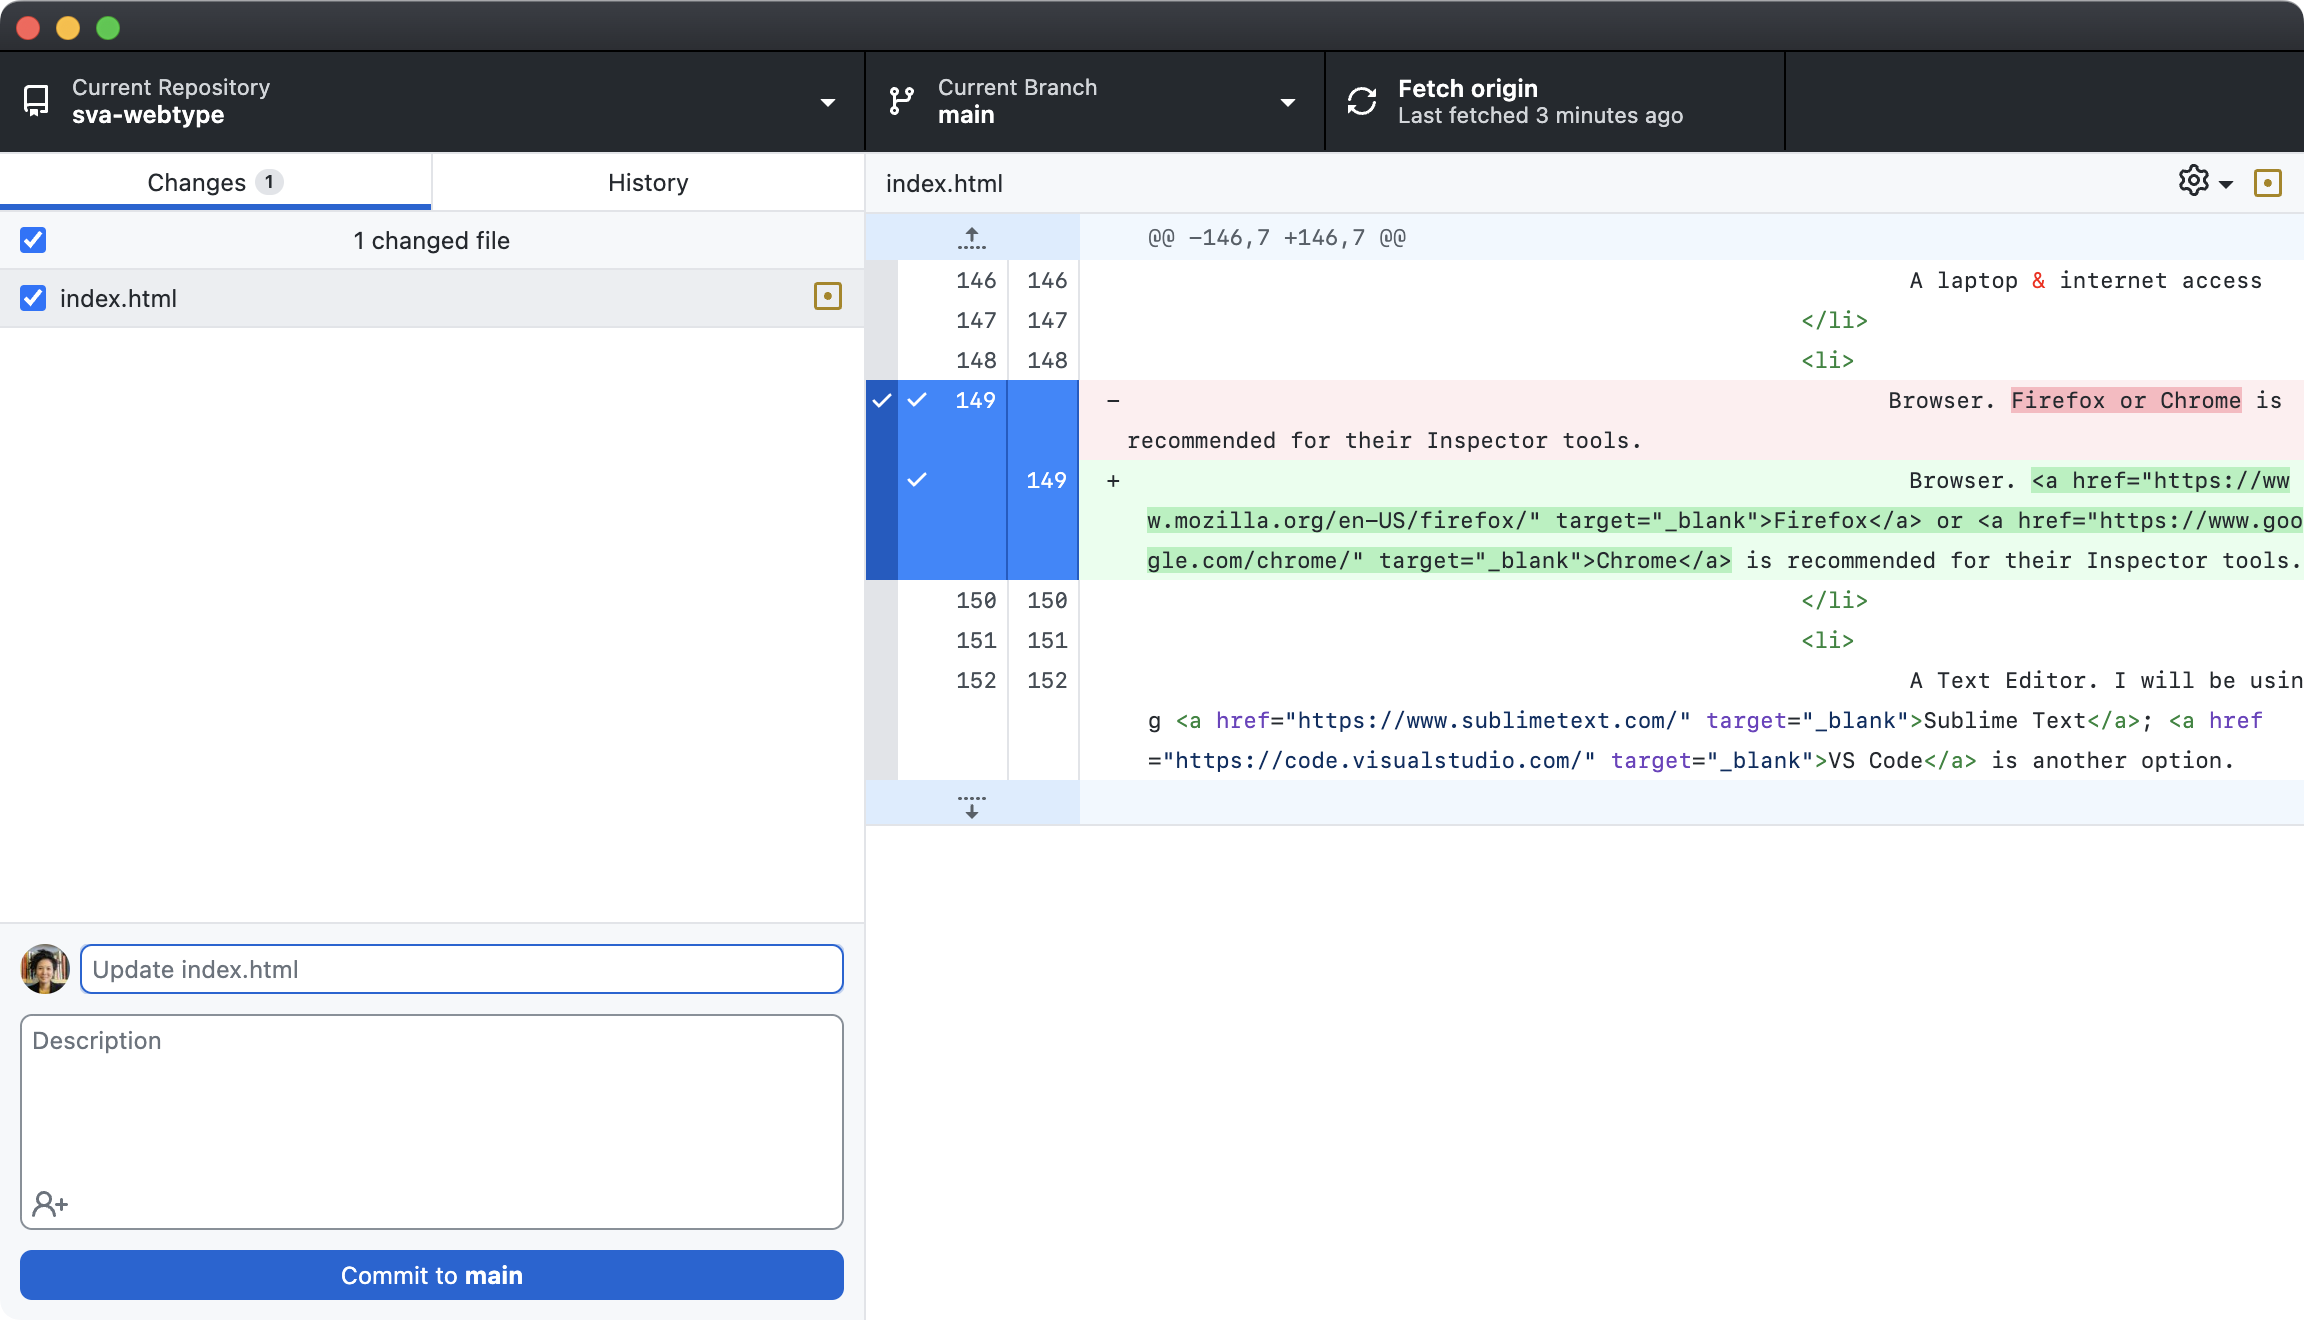 Current Repository
sva-webtype
Current Branch
main
Fetch origin
Last fetched 3 minutes ago
Changes 1
History
1 changed file
index.html
Update index.html
Description
Commit to main
index.html
@@ -146,7 +146,7 @@
146 146 A laptop & internet access
147 147 </li>
148 148 <li>
149 - Browser. Firefox or Chrome is
recommended for their Inspector tools.
149 + Browser. <a href="https://ww
w.mozilla.org/en-US/firefox/" target="_blank">Firefox</a> or <a href="https://www.goo
gle.com/chrome/" target="_blank">Chrome</a> is recommended for their Inspector tools.
150 150 </li>
151 151 <li>
152 152 A Text Editor. I will be usin
g <a href="https://www.sublimetext.com/" target="_blank">Sublime Text</a>; <a href
="https://code.visualstudio.com/" target="_blank">VS Code</a> is another option.